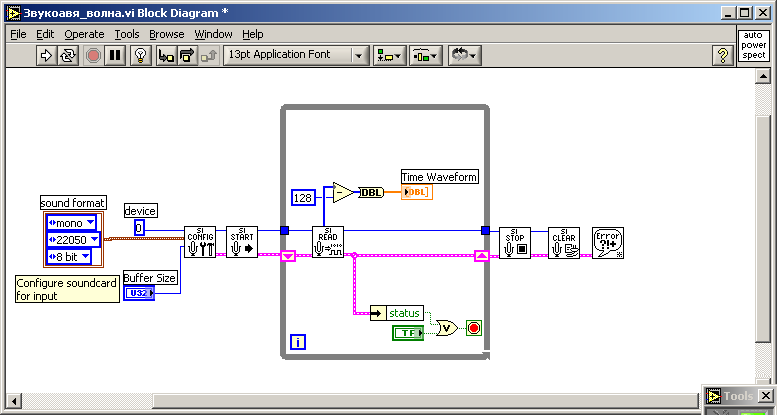 Звукоавя_волна.vi Block Diagram *
File Edit Operate Tools Browse Window Help
13pt Application Font
?
auto
power
spect
Time Waveform
128
DBL
DBL
sound format
device
mono
0
22050
8 bit
SI
CONFIG
SI
START
SI
READ
SI
STOP
SI
CLEAR
Error
?!+
Configure soundcard
for input
Buffer Size
U32
status
TF
V
i
Tools